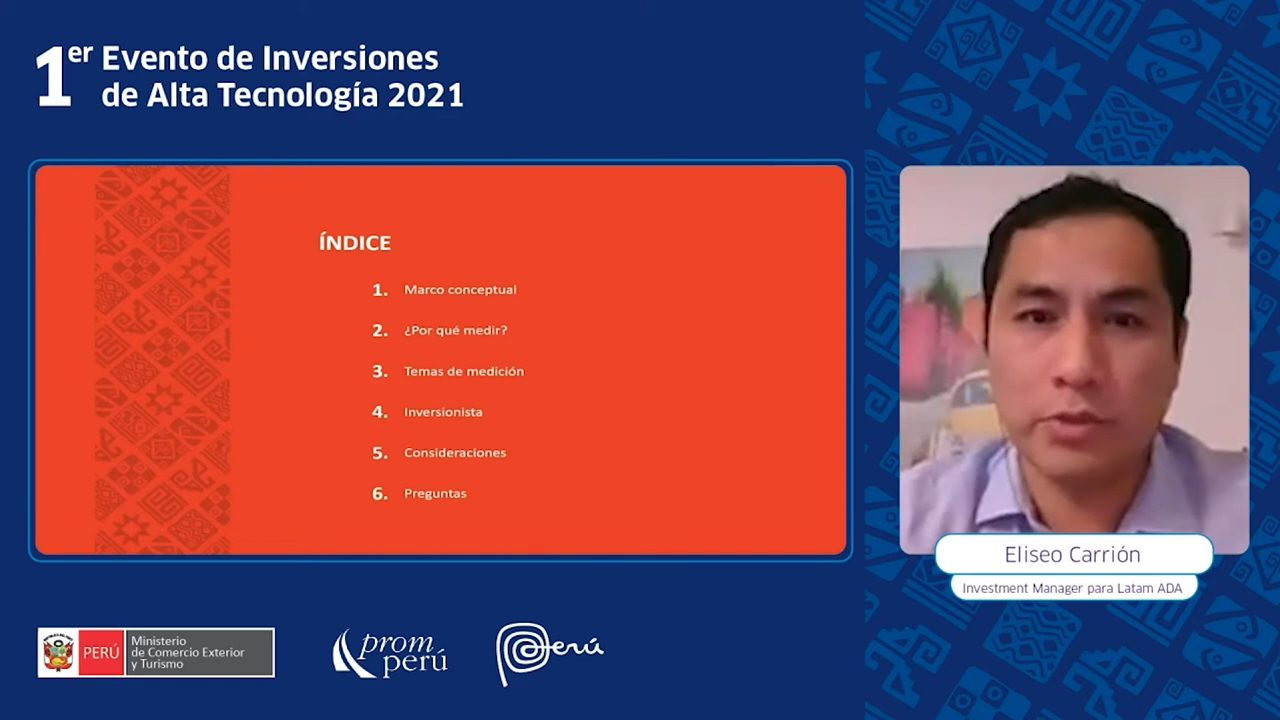 1er Evento de Inversiones
de Alta Tecnología 2021
ÍNDICE
1. Marco conceptual
2. ¿Por qué medir?
3. Temas de medición
4. Inversionista
5. Consideraciones
6. Preguntas
Eliseo Carrión
Investment Manager para Latam ADA
PERÚ
Ministerio
de Comercio Exterior
y Turismo
prom
perú
Perú